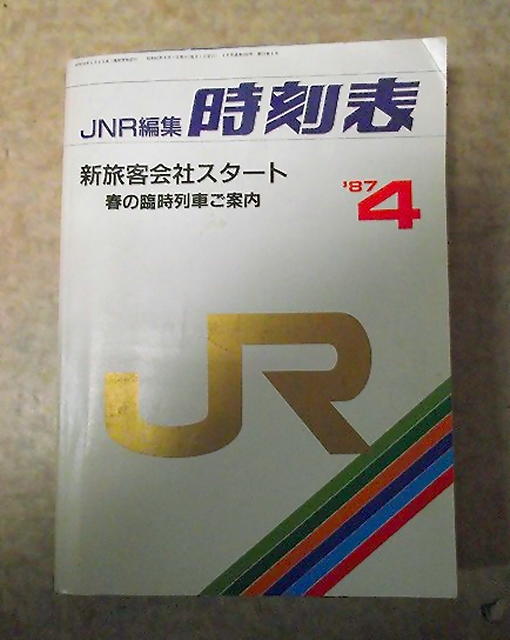 JNR編集 時刻表
新旅客会社スタート
春の臨時列車ご案内
'87 4
JR